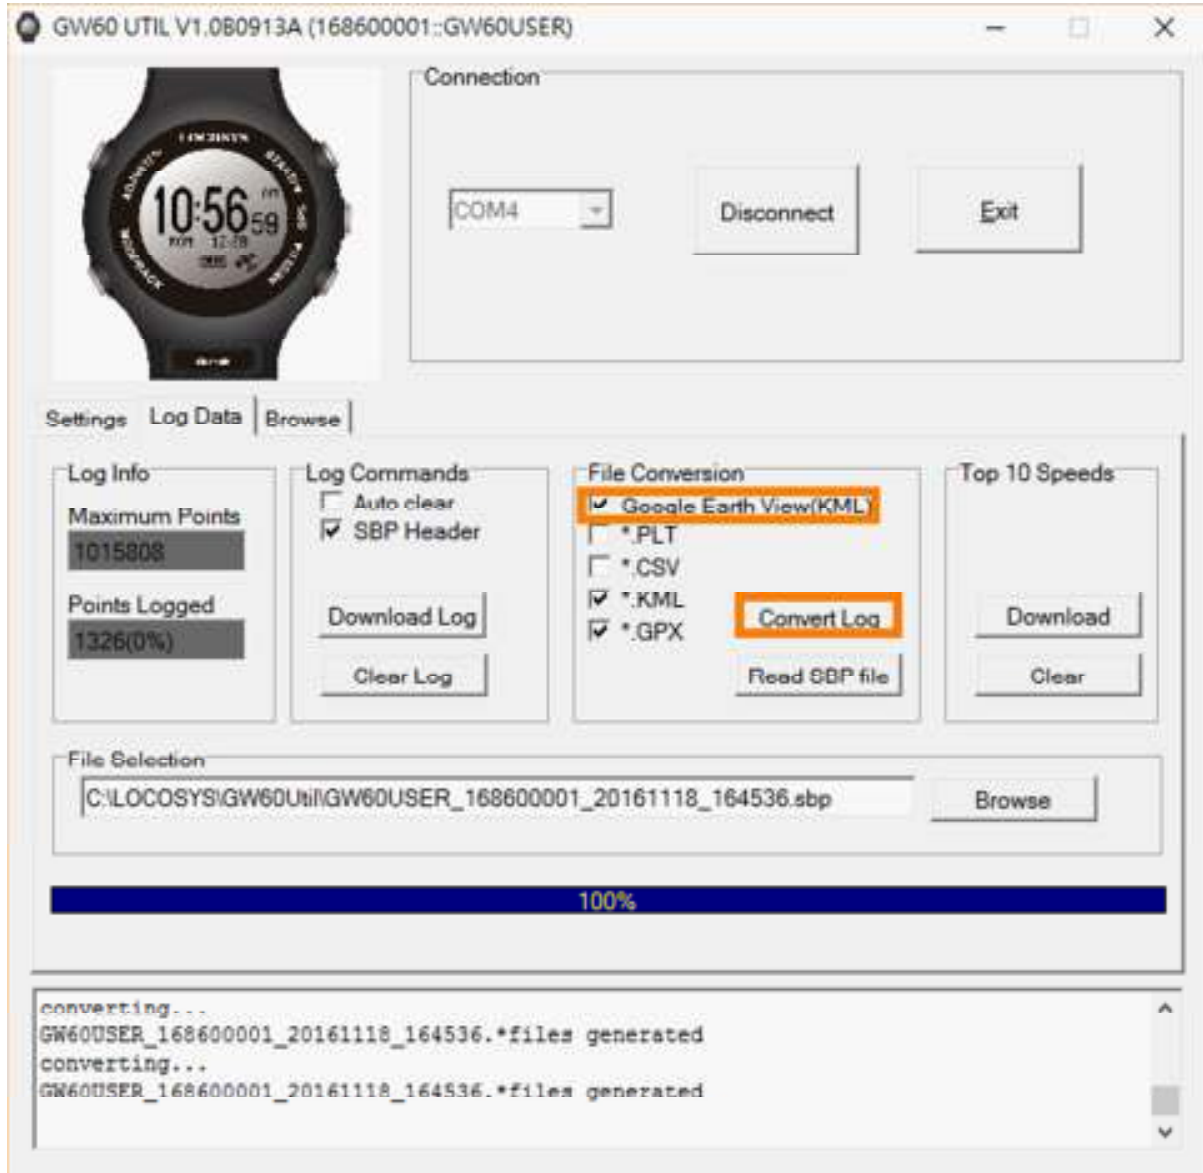 GW60 UTIL V1.0B0913A (168600001::GW60USER)
LOCOSYS
10:56 59
Connection
COM4
Disconnect
Exit
Settings
Log Data
Browse
Log Info
Maximum Points
1015808
Points Logged
1326(0%)
Log Commands
Auto clear
SBP Header
Download Log
Clear Log
File Conversion
Google Earth View(KML)
*.PLT
*.CSV
*.KML
*.GPX
Convert Log
Read SBP file
Top 10 Speeds
Download
Clear
File Selection
C:\LOCOSYS\GW60Util\GW60USER_168600001_20161118_164536.sbp
Browse
100%
converting...
GW60USER_168600001_20161118_164536.*files generated
converting...
GW60USER_168600001_20161118_164536.*files generated